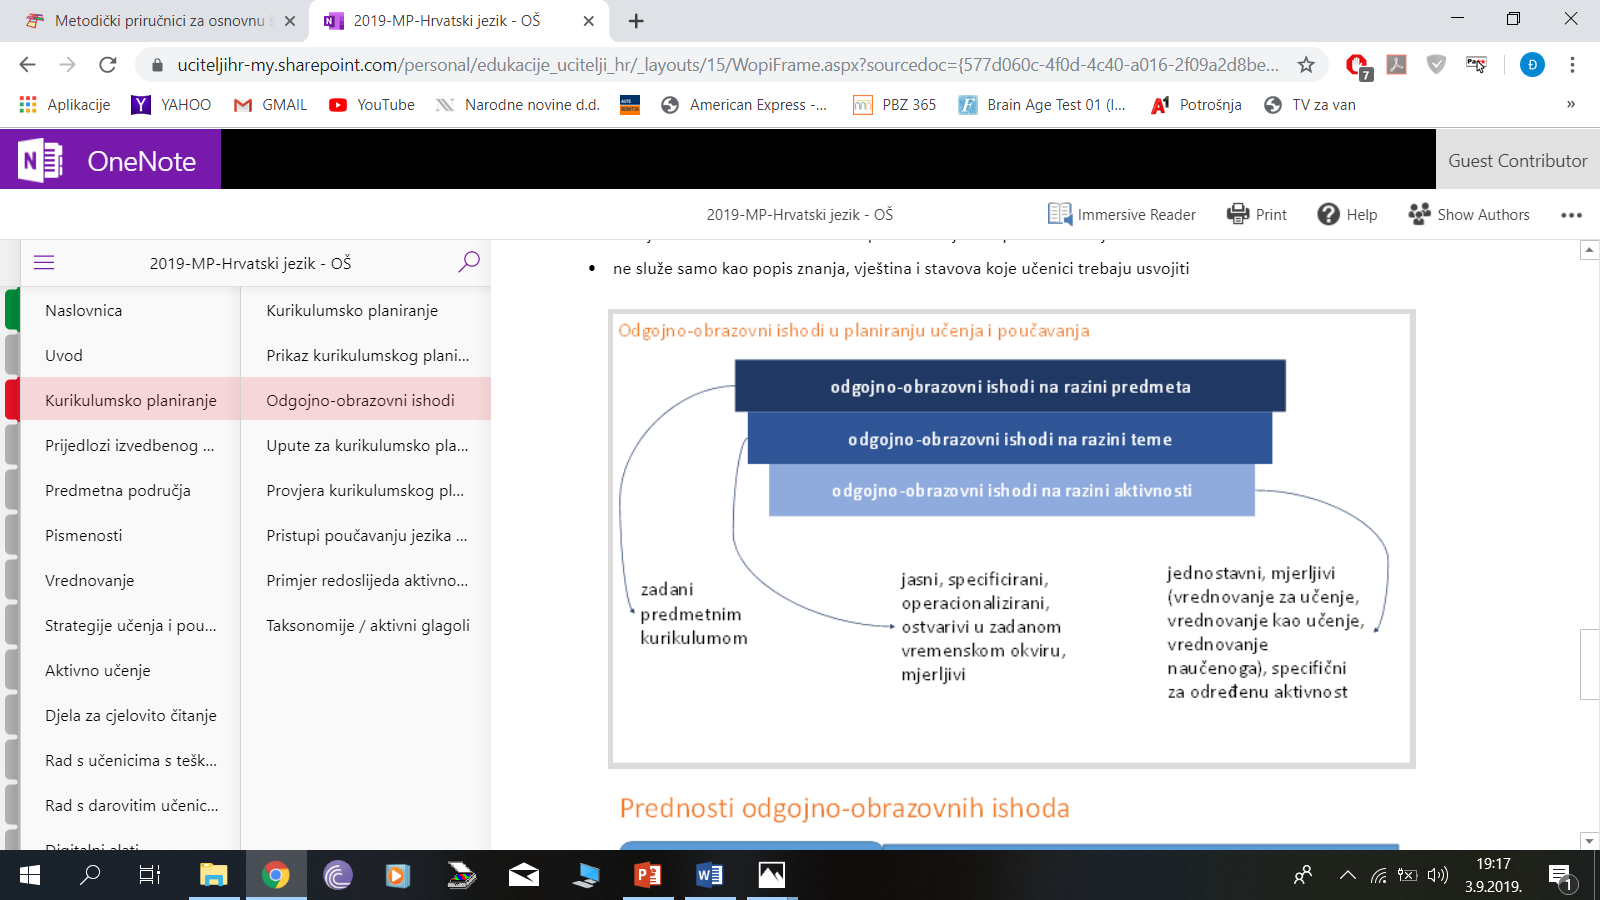 Metodički priručnici za osnovnu
2019-MP-Hrvatski jezik - OŠ
uciteljihr-my.sharepoint.com/personal/edukacije_ucitelji_hr/_layouts/15/WopiFrame.aspx?sourcedoc={577d060c-4f0d-4c40-a016-2f09a2d8be...
7
Đ
Aplikacije
YAHOO
GMAIL
YouTube
Narodne novine d.d.
American Express -...
PBZ 365
Brain Age Test 01 (I...
Potrošnja
TV za van
»
OneNote
Guest Contributor
2019-MP-Hrvatski jezik - OŠ
Immersive Reader
Print
Help
Show Authors
2019-MP-Hrvatski jezik - OŠ
Naslovnica
Uvod
Kurikulumsko planiranje
Prijedlozi izvedbenog ...
Predmetna područja
Pismenosti
Vrednovanje
Strategije učenja i pou...
Aktivno učenje
Djela za cjelovito čitanje
Rad s učenicima s tešk...
Rad s darovitim učenic...
Digitalni alati
Kurikulumsko planiranje
Prikaz kurikulumskog plani...
Odgojno-obrazovni ishodi
Upute za kurikulumsko pla...
Provjera kurikulumskog pl...
Pristupi poučavanju jezika ...
Primjer redoslijeda aktivno...
Taksonomije / aktivni glagoli
• ne služe samo kao popis znanja, vještina i stavova koje učenici trebaju usvojiti
Odgojno-obrazovni ishodi u planiranju učenja i poučavanja
odgojno-obrazovni ishodi na razini predmeta
odgojno-obrazovni ishodi na razini teme
odgojno-obrazovni ishodi na razini aktivnosti
zadani
predmetnim
kurikulumom
jasni, specificirani,
operacionalizirani,
ostvarivi u zadanom
vremenskom okviru,
mjerljivi
jednostavni, mjerljivi
(vrednovanje za učenje,
vrednovanje kao učenje,
vrednovanje
naučenoga), specifični
za određenu aktivnost
Prednosti odgojno-obrazovnih ishoda
19:17
3.9.2019.
1